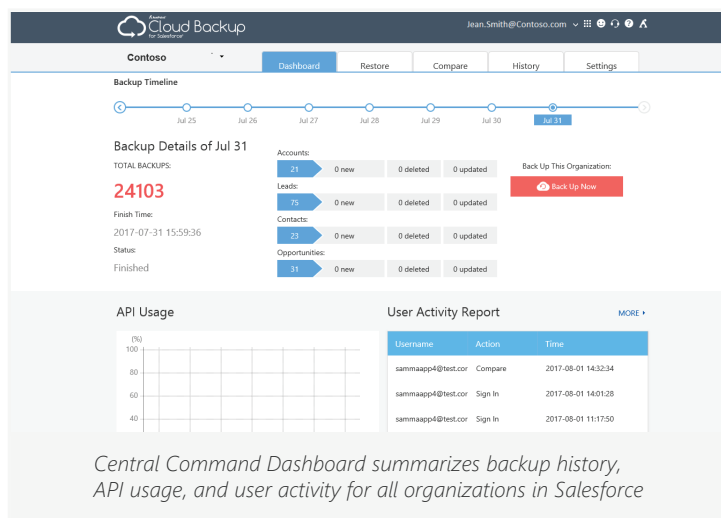 Cloud Backup
for Salesforce
Jean.Smith@Contoso.com
Contoso
Dashboard Restore Compare History Settings
Backup Timeline
Jul 25 Jul 26 Jul 27 Jul 28 Jul 29 Jul 30 Jul 31
Backup Details of Jul 31
TOTAL BACKUPS:
24103
Finish Time:
2017-07-31 15:59:36
Status:
Finished
Accounts:
21 0 new 0 deleted 0 updated
Leads:
75 0 new 0 deleted 0 updated
Contacts:
23 0 new 0 deleted 0 updated
Opportunities:
31 0 new 0 deleted 0 updated
Back Up This Organization:
Back Up Now
API Usage
(%)
100
80
60
40
User Activity Report
MORE
Username Action Time
sammaapp4@test.cor Compare 2017-08-01 14:32:34
sammaapp4@test.cor Sign In 2017-08-01 14:01:28
sammaapp4@test.cor Sign In 2017-08-01 11:17:50
Central Command Dashboard summarizes backup history,
API usage, and user activity for all organizations in Salesforce